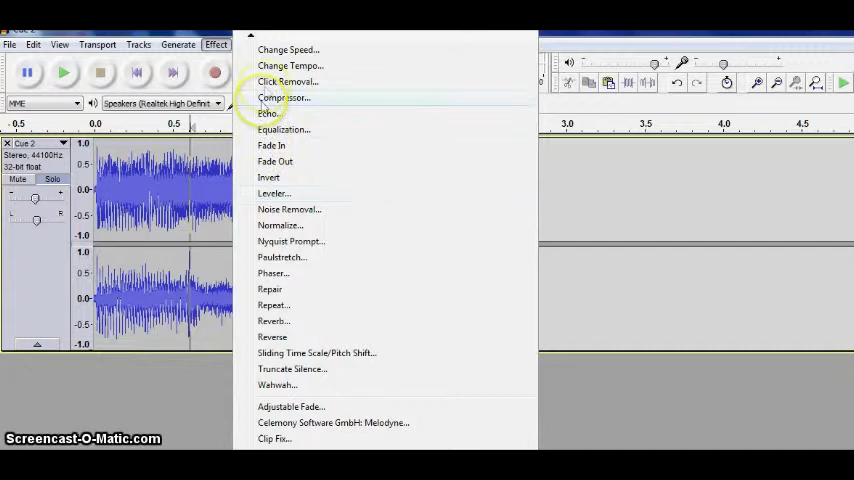 Cue 2
File Edit View Transport Tracks Generate Effect
MME Speakers (Realtek High Definit
-0.5 0.0 0.5 3.0 3.5 4.0 4.5
Cue 2
Stereo, 44100Hz
32-bit float
Mute Solo
- +
L R
1.0
0.5
0.0
-0.5
-1.0
1.0
0.5
0.0
-0.5
-1.0
Change Speed...
Change Tempo...
Click Removal...
Compressor...
Echo...
Equalization...
Fade In
Fade Out
Invert
Leveler...
Noise Removal...
Normalize...
Nyquist Prompt...
Paulstretch...
Phaser...
Repair
Repeat...
Reverb...
Reverse
Sliding Time Scale/Pitch Shift...
Truncate Silence...
Wahwah...
Adjustable Fade...
Celemony Software GmbH: Melodyne...
Clip Fix...
Screencast-O-Matic.com